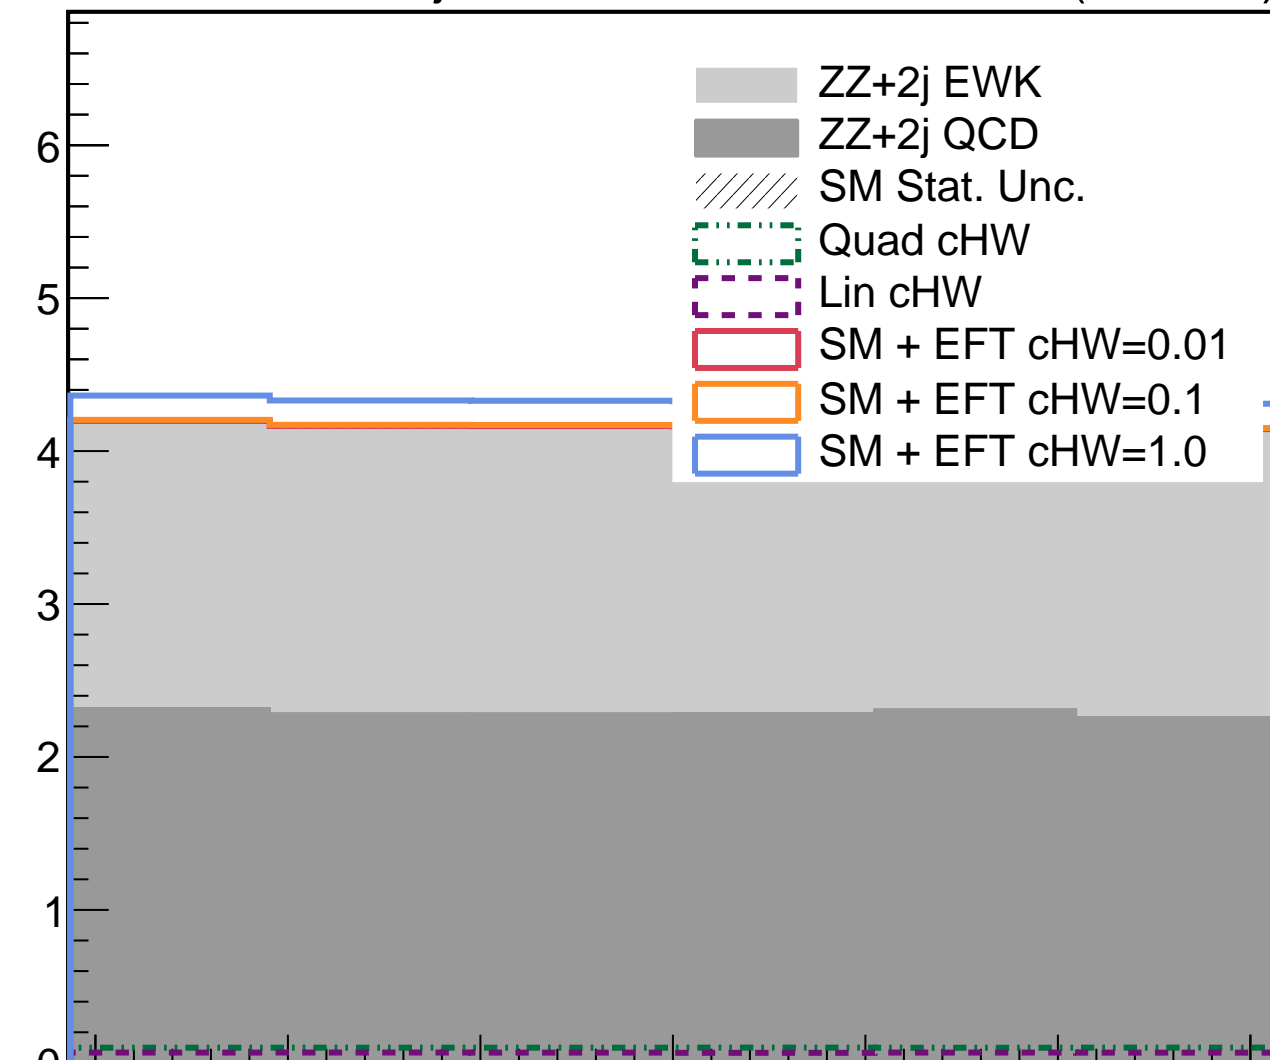 ZZ+2j EWK
ZZ+2j QCD
SM Stat. Unc.
Quad cHW
Lin cHW
SM + EFT cHW=0.01
SM + EFT cHW=0.1
SM + EFT cHW=1.0
6
5
4
3
2
1
0